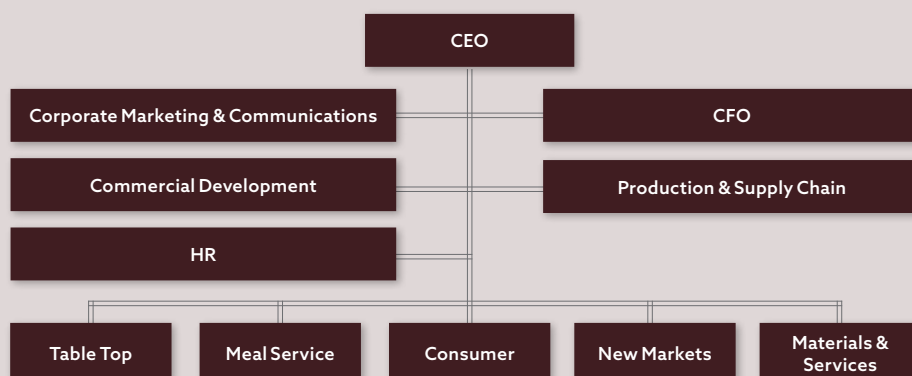 CEO
Corporate Marketing & Communications
CFO
Commercial Development
Production & Supply Chain
HR
Table Top
Meal Service
Consumer
New Markets
Materials &
Services